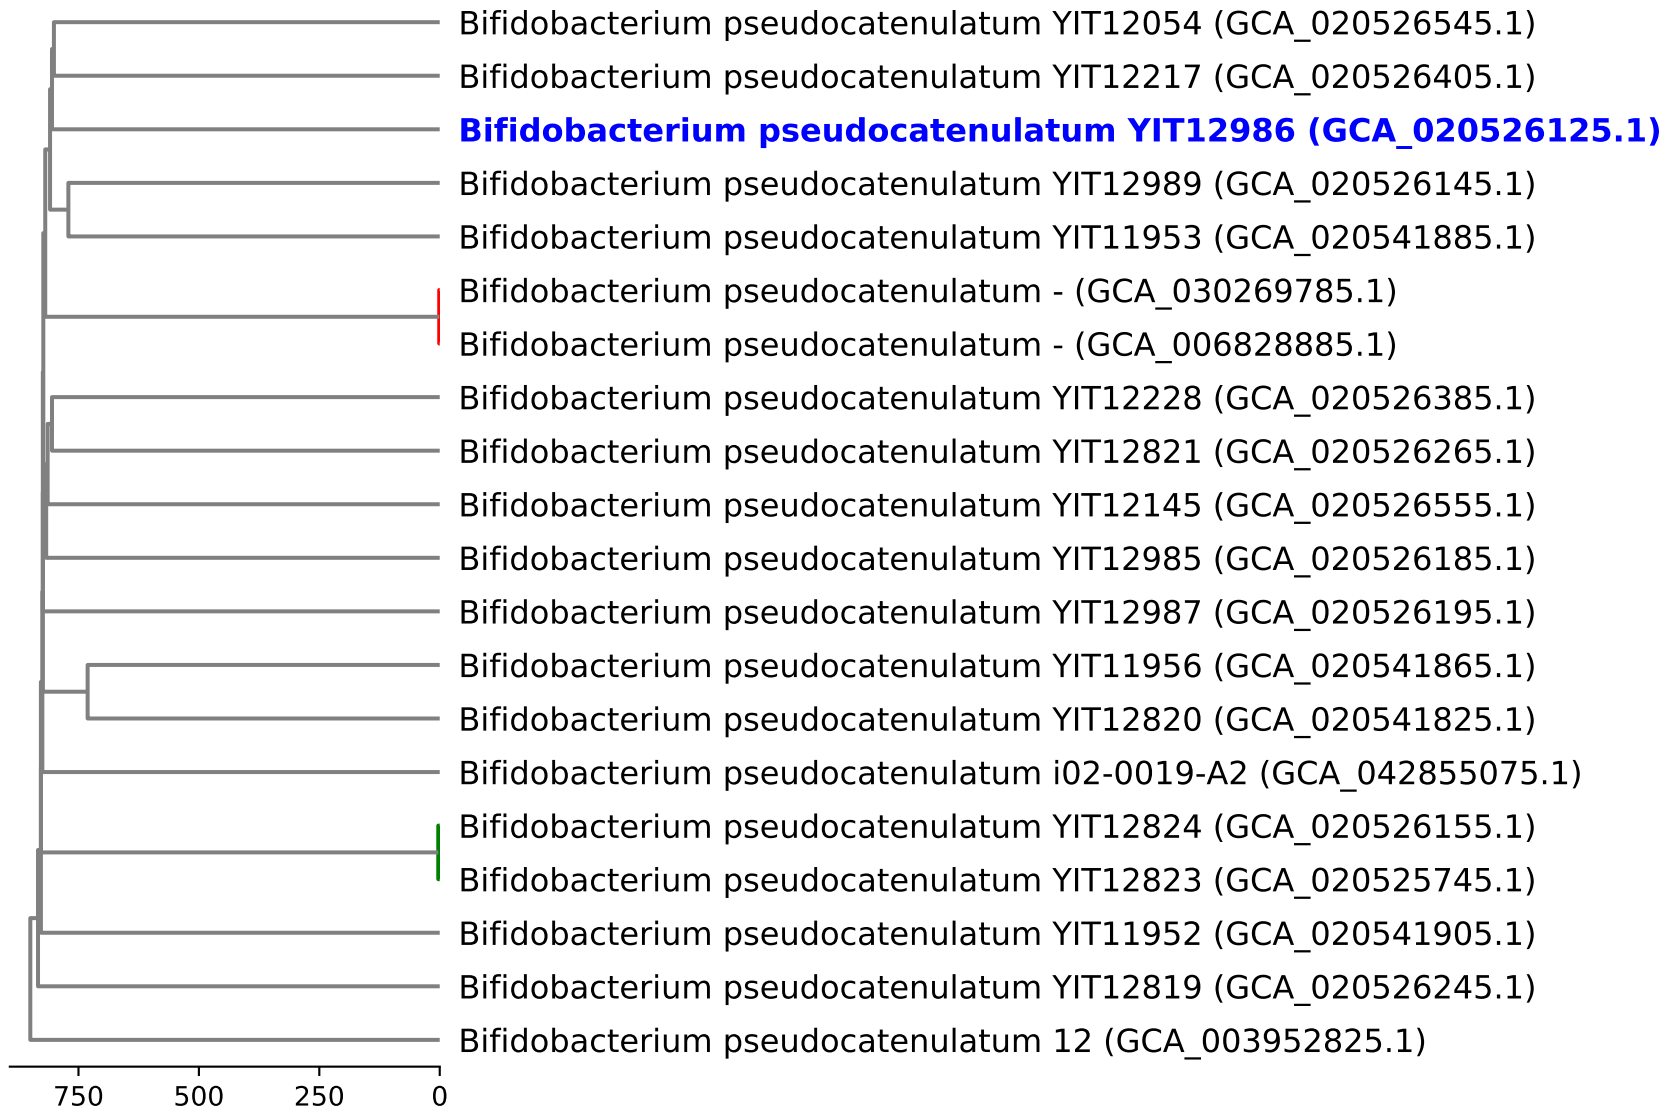 Bifidobacterium pseudocatenulatum YIT12054 (GCA_020526545.1)
Bifidobacterium pseudocatenulatum YIT12217 (GCA_020526405.1)
Bifidobacterium pseudocatenulatum YIT12986 (GCA_020526125.1)
Bifidobacterium pseudocatenulatum YIT12989 (GCA_020526145.1)
Bifidobacterium pseudocatenulatum YIT11953 (GCA_020541885.1)
Bifidobacterium pseudocatenulatum - (GCA_030269785.1)
Bifidobacterium pseudocatenulatum - (GCA_006828885.1)
Bifidobacterium pseudocatenulatum YIT12228 (GCA_020526385.1)
Bifidobacterium pseudocatenulatum YIT12821 (GCA_020526265.1)
Bifidobacterium pseudocatenulatum YIT12145 (GCA_020526555.1)
Bifidobacterium pseudocatenulatum YIT12985 (GCA_020526185.1)
Bifidobacterium pseudocatenulatum YIT12987 (GCA_020526195.1)
Bifidobacterium pseudocatenulatum YIT11956 (GCA_020541865.1)
Bifidobacterium pseudocatenulatum YIT12820 (GCA_020541825.1)
Bifidobacterium pseudocatenulatum i02-0019-A2 (GCA_042855075.1)
Bifidobacterium pseudocatenulatum YIT12824 (GCA_020526155.1)
Bifidobacterium pseudocatenulatum YIT12823 (GCA_020525745.1)
Bifidobacterium pseudocatenulatum YIT11952 (GCA_020541905.1)
Bifidobacterium pseudocatenulatum YIT12819 (GCA_020526245.1)
Bifidobacterium pseudocatenulatum 12 (GCA_003952825.1)
750 500 250 0